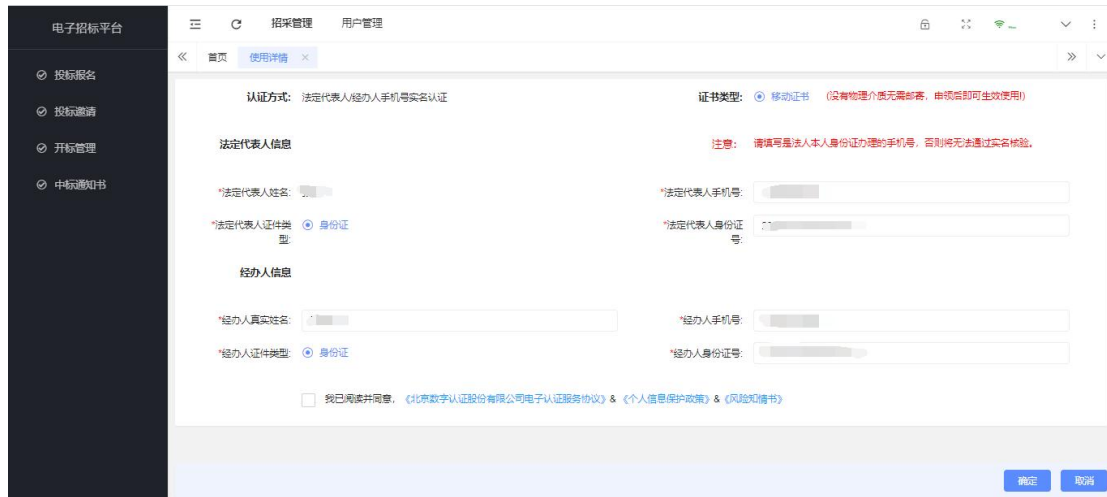 电子招标平台
招采管理 用户管理
首页 使用详情 ×
投标报名
投标邀请
开标管理
中标通知书
认证方式: 法定代表人/经办人手机号实名认证
证书类型: 移动证书 (没有物理介质无需邮寄，申领后即可生效使用!)
法定代表人信息
注意: 请填写是法人本人身份证办理的手机号，否则将无法通过实名核验。
*法定代表人姓名:
*法定代表人手机号:
*法定代表人证件类
型:
身份证
*法定代表人身份证
号:
经办人信息
*经办人真实姓名:
*经办人手机号:
*经办人证件类型: 身份证
*经办人身份证号:
我已阅读并同意，《北京数字认证股份有限公司电子认证服务协议》&《个人信息保护政策》&《风险知情书》
确定 取消